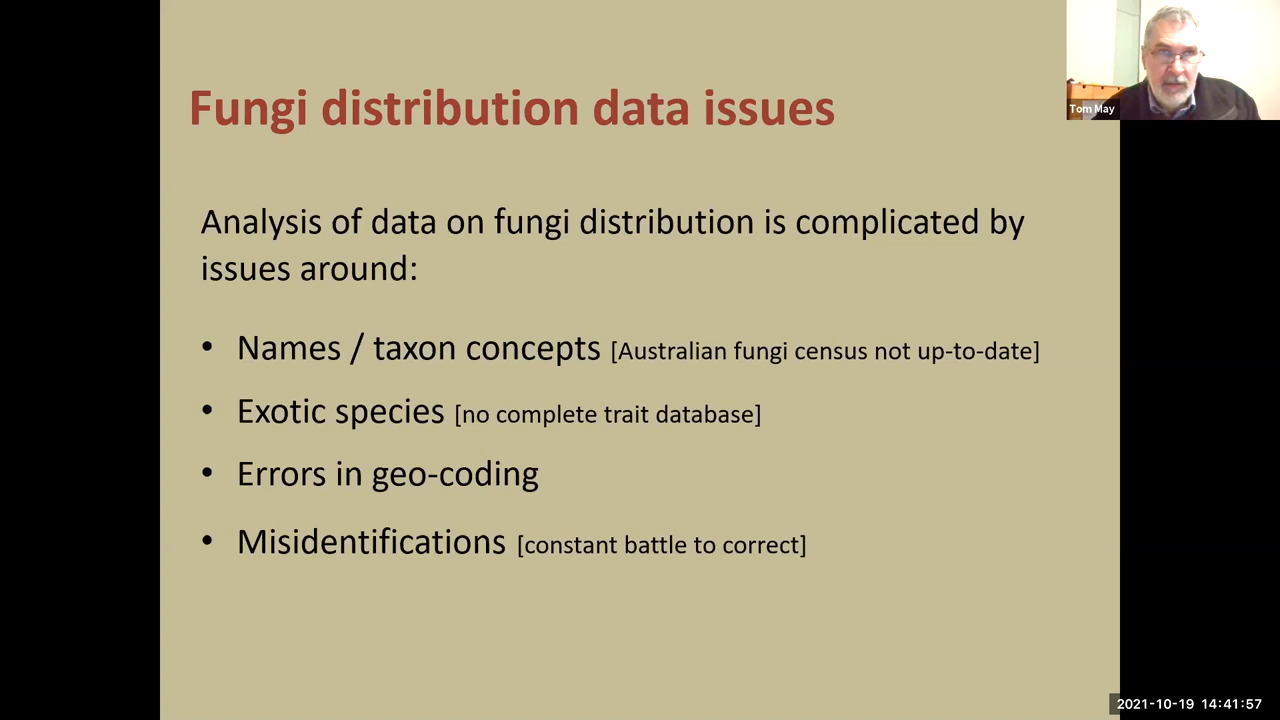 Fungi distribution data issues
Tom May
Analysis of data on fungi distribution is complicated by
issues around:
• Names / taxon concepts [Australian fungi census not up-to-date]
• Exotic species [no complete trait database]
• Errors in geo-coding
• Misidentifications [constant battle to correct]
2021-10-19 14:41:57